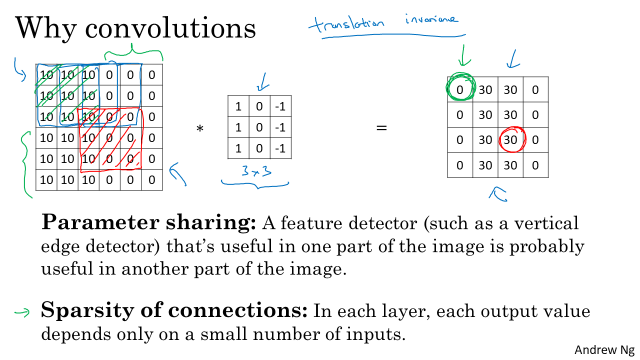 Why convolutions
translation invariance
10 10 10 0 0 0
10 10 10 0 0 0
10 10 10 0 0 0
10 10 10 0 0 0
10 10 10 0 0 0
10 10 10 0 0 0
*
1 0 -1
1 0 -1
1 0 -1
3x3
=
0 30 30 0
0 30 30 0
0 30 30 0
0 30 30 0
Parameter sharing: A feature detector (such as a vertical
edge detector) that's useful in one part of the image is probably
useful in another part of the image.
→ Sparsity of connections: In each layer, each output value
depends only on a small number of inputs.
Andrew Ng